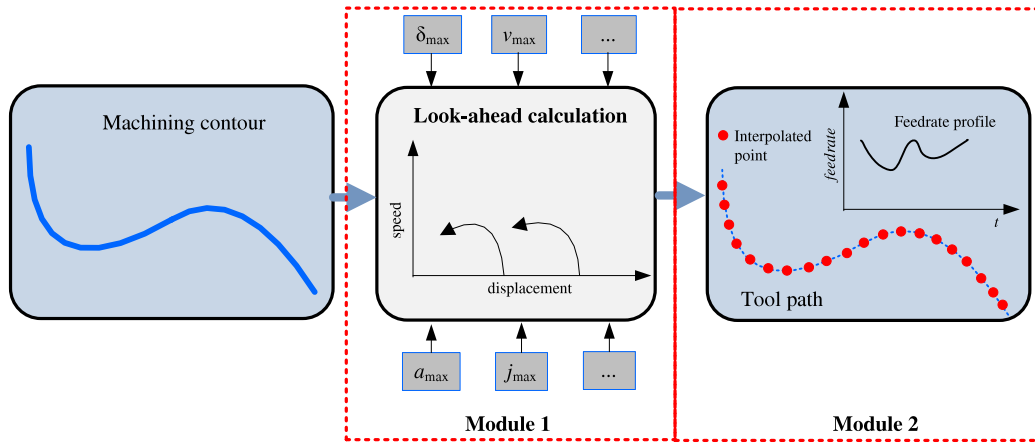 δmax
vmax
...
Machining contour
Look-ahead calculation
speed
displacement
amax
jmax
...
Module 1
Feedrate profile
Interpolated
point
feedrate
t
Tool path
Module 2